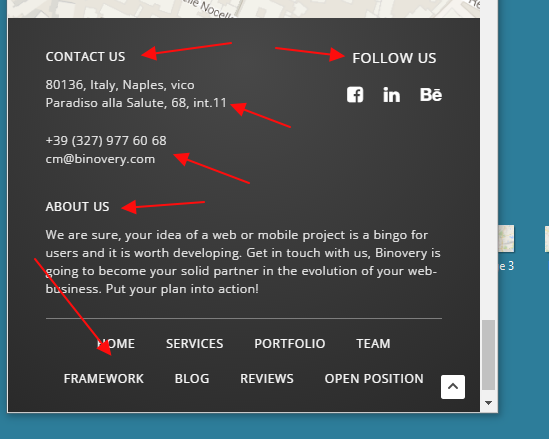 le Nocelle
CONTACT US
FOLLOW US
80136, Italy, Naples, vico
Paradiso alla Salute, 68, int.11
in
Bē
+39 (327) 977 60 68
cm@binovery.com
ABOUT US
We are sure, your idea of a web or mobile project is a bingo for
users and it is worth developing. Get in touch with us, Binovery is
going to become your solid partner in the evolution of your web-
business. Put your plan into action!
e 3
HOME SERVICES PORTFOLIO TEAM
FRAMEWORK BLOG REVIEWS OPEN POSITION